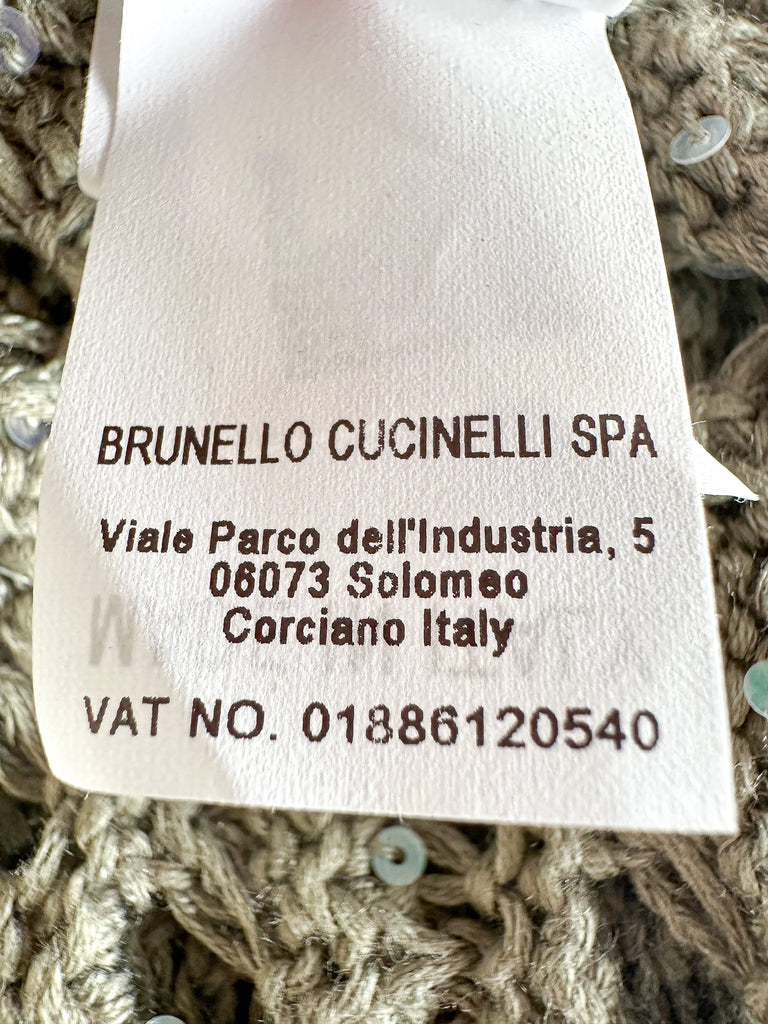 BRUNELLO CUCINELLI SPA
Viale Parco dell'Industria, 5
06073 Solomeo
Corciano Italy
VAT NO. 01886120540